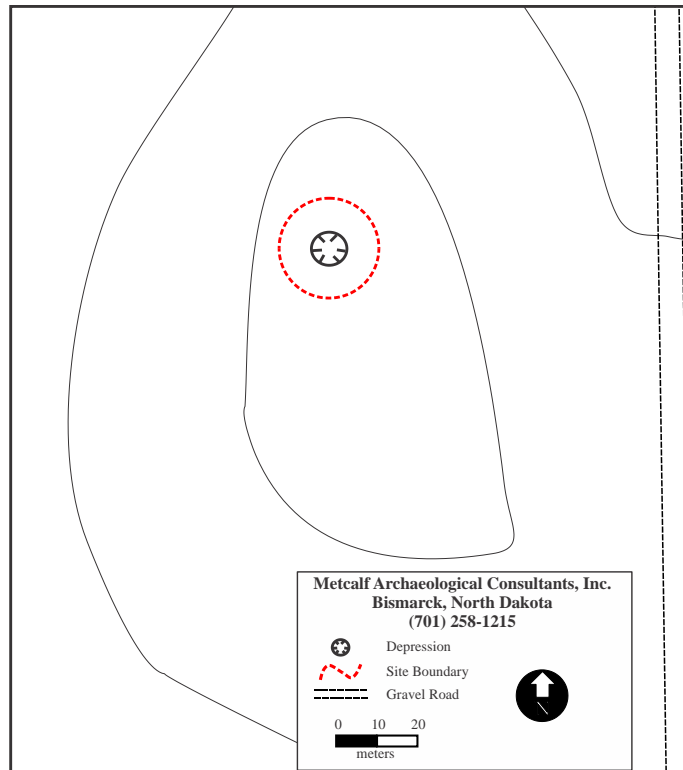 Metcalf Archaeological Consultants, Inc.
Bismarck, North Dakota
(701) 258-1215
Depression
Site Boundary
Gravel Road
0 10 20
meters